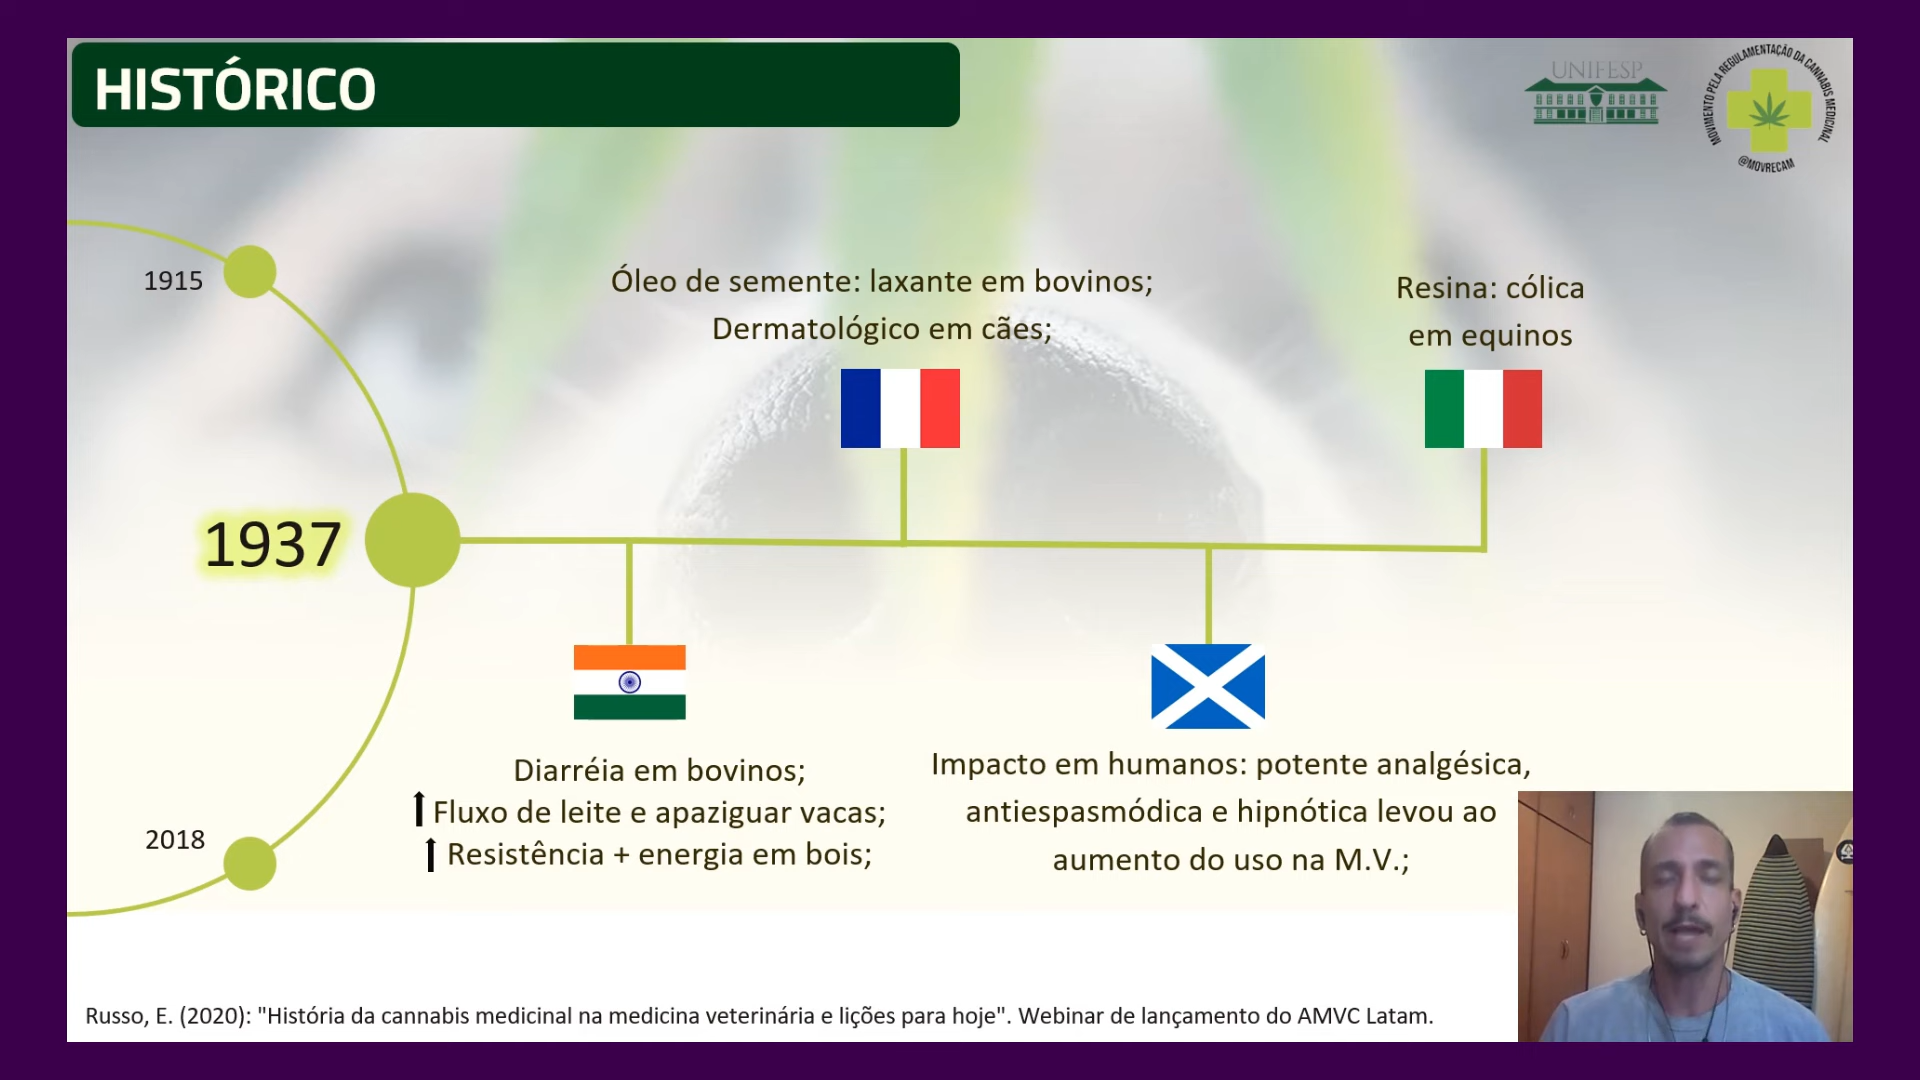 HISTÓRICO
UNIFESP
MOVIMENTO PELA REGULAMENTAÇÃO DA CANNABIS MEDICINAL
@MOVRECAM
1915
Óleo de semente: laxante em bovinos;
Dermatológico em cães;
Resina: cólica
em equinos
1937
Diarréia em bovinos;
Fluxo de leite e apaziguar vacas;
Resistência + energia em bois;
Impacto em humanos: potente analgésica,
antiespasmódica e hipnótica levou ao
aumento do uso na M.V.;
2018
Russo, E. (2020): "História da cannabis medicinal na medicina veterinária e lições para hoje". Webinar de lançamento do AMVC Latam.